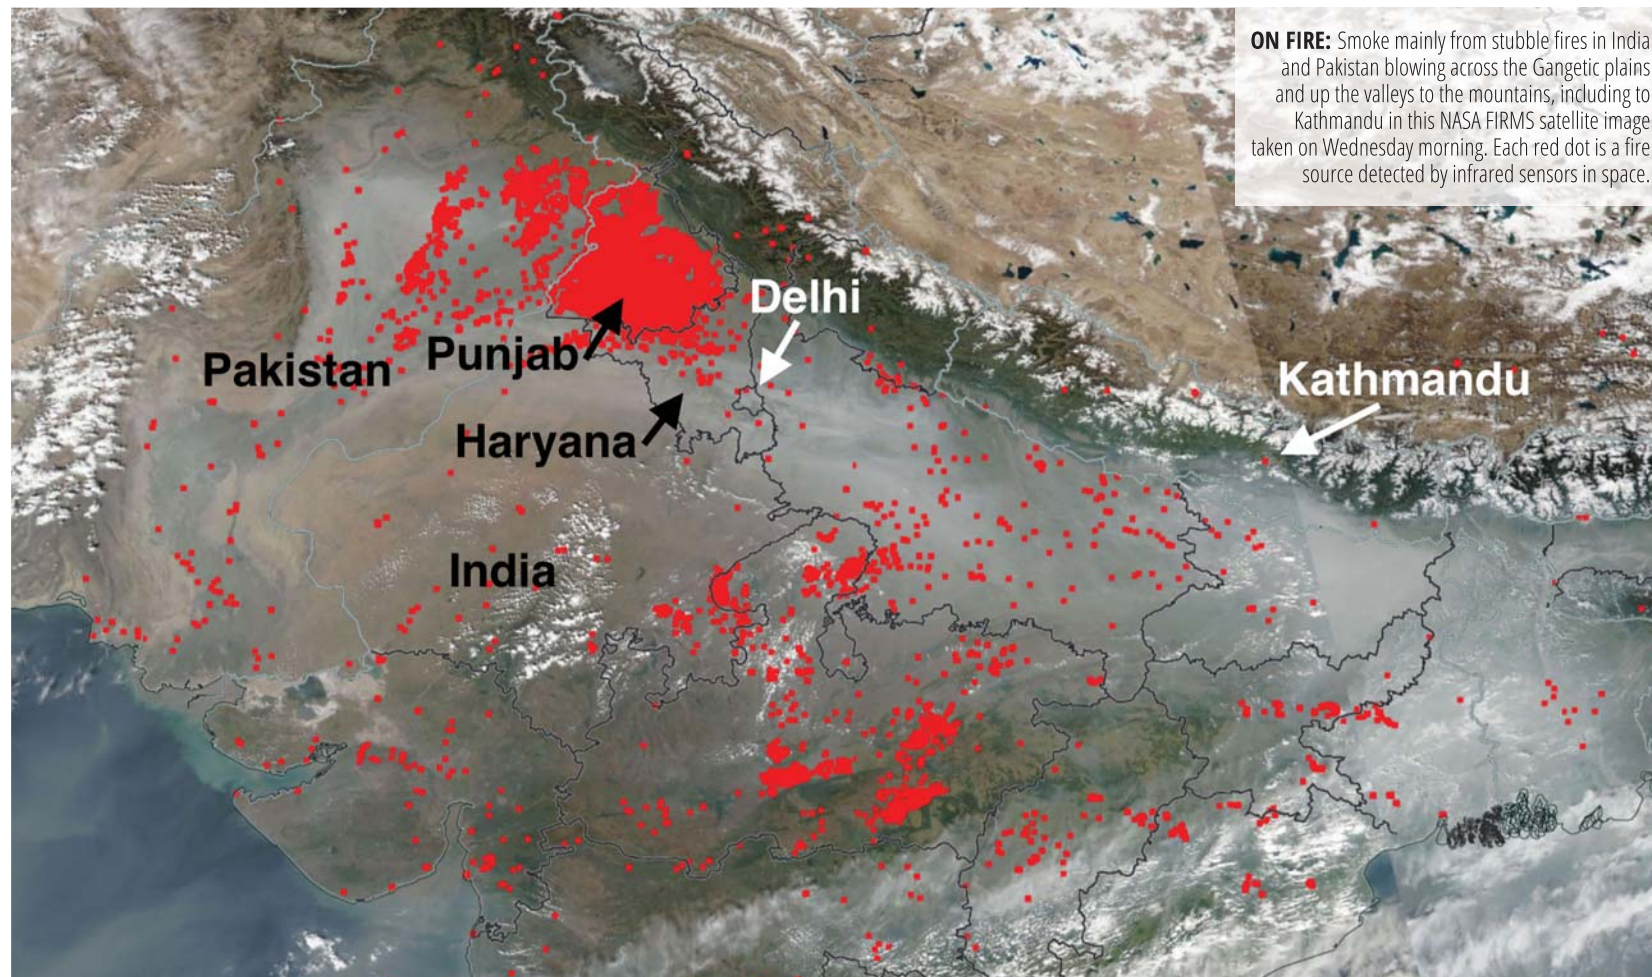 ON FIRE: Smoke mainly from stubble fires in India
and Pakistan blowing across the Gangetic plains
and up the valleys to the mountains, including to
Kathmandu in this NASA FIRMS satellite image
taken on Wednesday morning. Each red dot is a fire
source detected by infrared sensors in space.
Delhi
Punjab
Pakistan
Kathmandu
Haryana
India